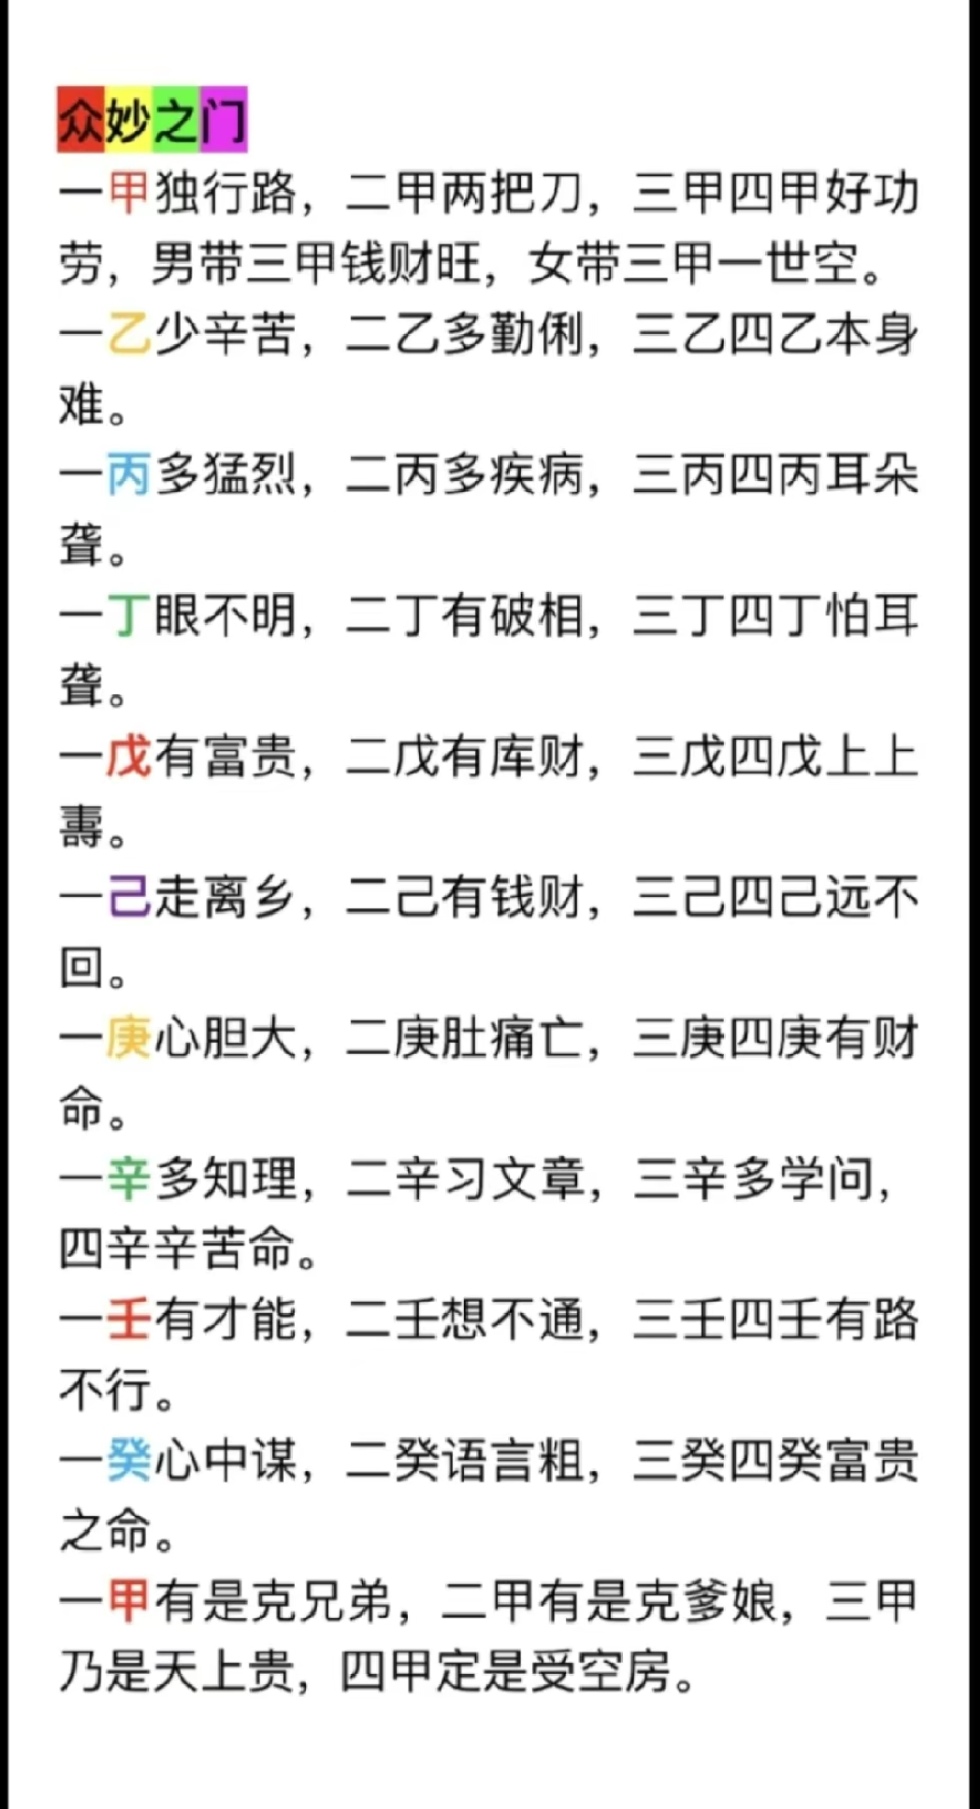 众妙之门
一甲独行路，二甲两把刀，三甲四甲好功
劳，男带三甲钱财旺，女带三甲一世空。
一乙少辛苦，二乙多勤俐，三乙四乙本身
难。
一丙多猛烈，二丙多疾病，三丙四丙耳朵
聋。
一丁眼不明，二丁有破相，三丁四丁怕耳
聋。
一戊有富贵，二戊有库财，三戊四戊上上
壽。
一己走离乡，二己有钱财，三己四己远不
回。
一庚心胆大，二庚肚痛亡，三庚四庚有财
命。
一辛多知理，二辛习文章，三辛多学问，
四辛辛苦命。
一壬有才能，二壬想不通，三壬四壬有路
不行。
一癸心中谋，二癸语言粗，三癸四癸富贵
之命。
一甲有是克兄弟，二甲有是克爹娘，三甲
乃是天上贵，四甲定是受空房。